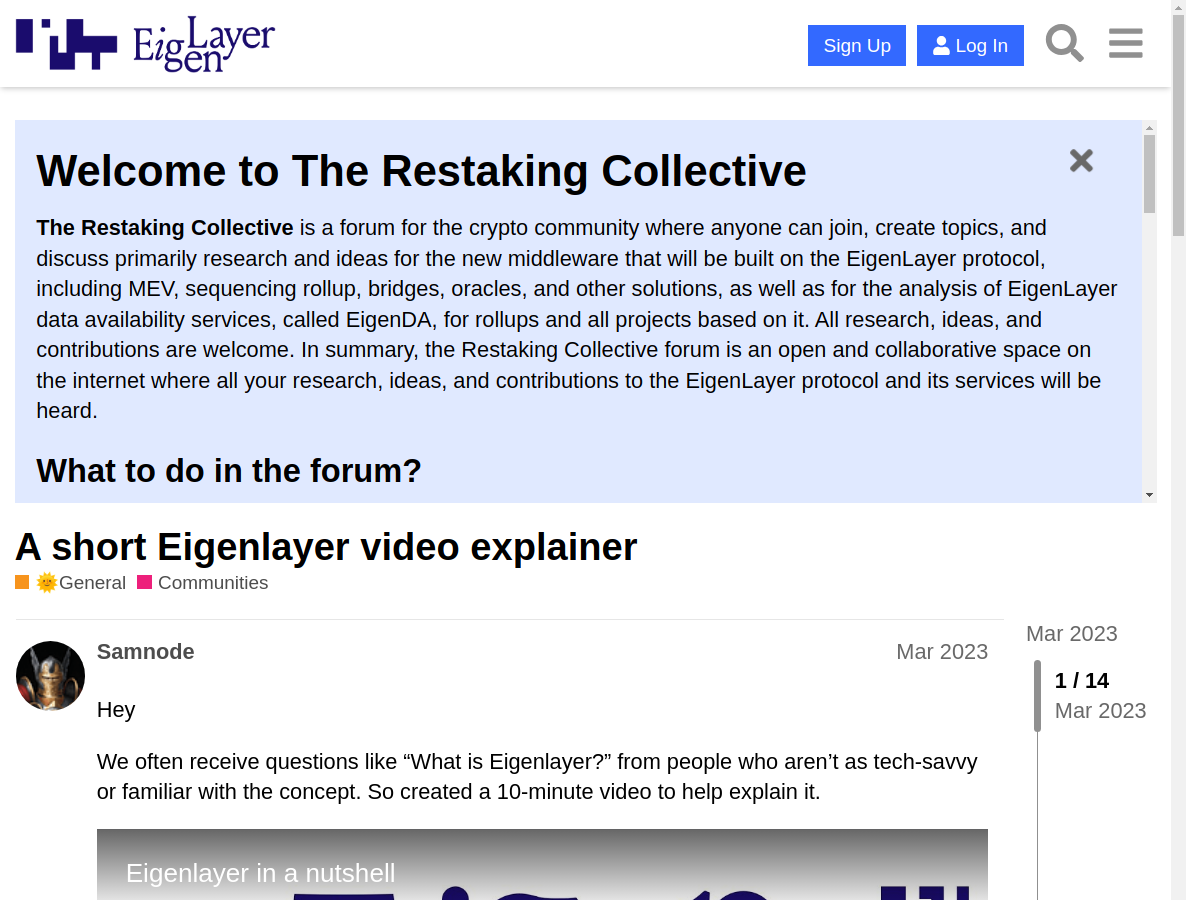 EigLayer
gen
Sign Up
Log In
Welcome to The Restaking Collective
The Restaking Collective is a forum for the crypto community where anyone can join, create topics, and
discuss primarily research and ideas for the new middleware that will be built on the EigenLayer protocol,
including MEV, sequencing rollup, bridges, oracles, and other solutions, as well as for the analysis of EigenLayer
data availability services, called EigenDA, for rollups and all projects based on it. All research, ideas, and
contributions are welcome. In summary, the Restaking Collective forum is an open and collaborative space on
the internet where all your research, ideas, and contributions to the EigenLayer protocol and its services will be
heard.
What to do in the forum?
A short Eigenlayer video explainer
🌞General Communities
Samnode
Mar 2023
Mar 2023
1 / 14
Mar 2023
Hey
We often receive questions like “What is Eigenlayer?” from people who aren’t as tech-savvy
or familiar with the concept. So created a 10-minute video to help explain it.
Eigenlayer in a nutshell